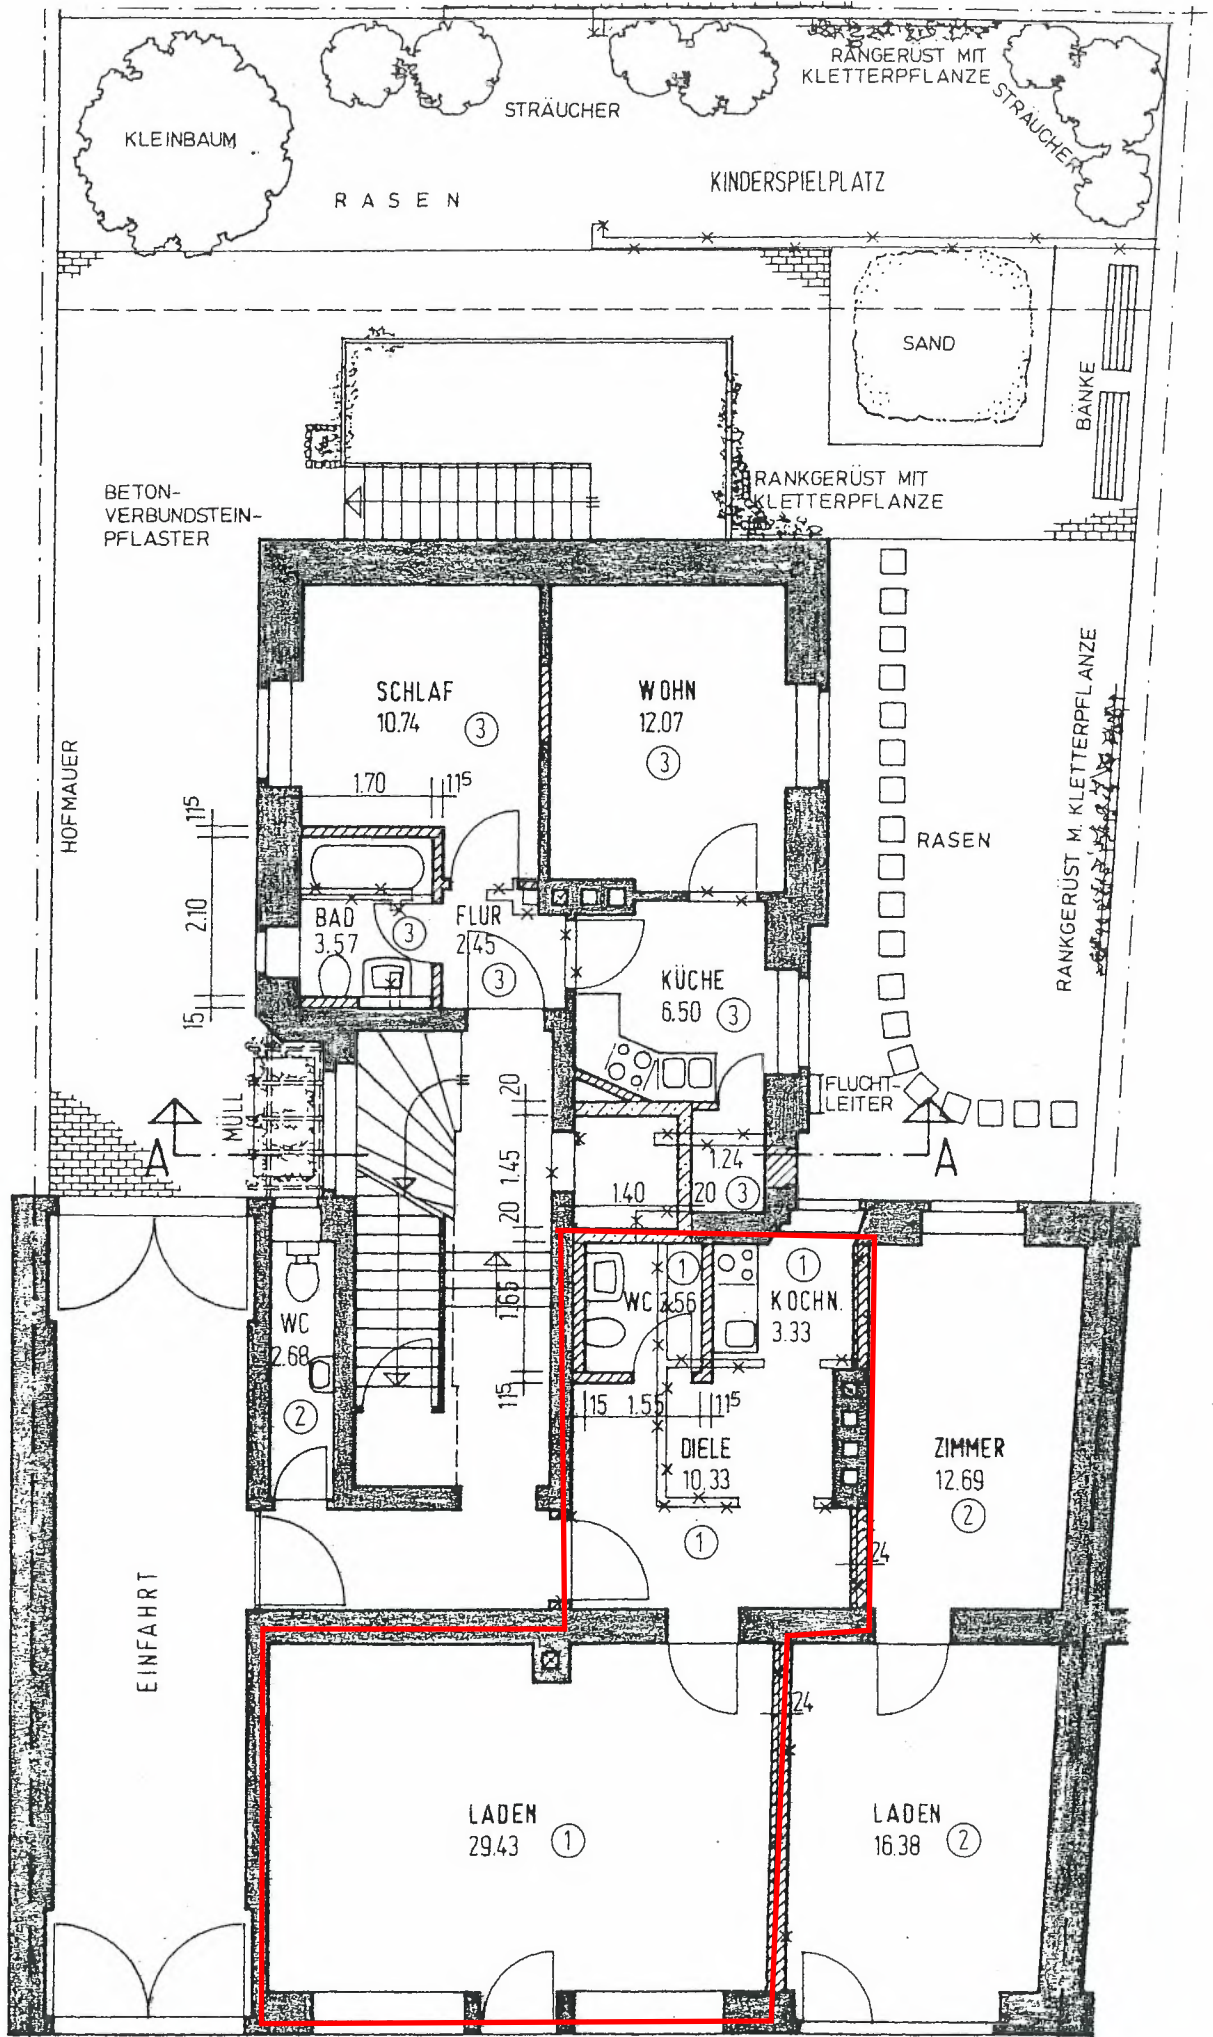 RANGERÜST MIT
KLETTERPFLANZE
STRÄUCHER
STRÄUCHER
KLEINBAUM
RASEN
KINDERSPIELPLATZ
SAND
BÄNKE
BETON-
VERBUNDSTEIN-
PFLASTER
RANKGERÜST MIT
KLETTERPFLANZE
HOFMAUER
SCHLAF
10.74
3
WOHN
12.07
3
RANKGERÜST M. KLETTERPFLANZE
RASEN
1.70
11⁵
11⁵
2.10
15
BAD
3.57
3
FLUR
2.45
3
KÜCHE
6.50
3
FLUCHT-
LEITER
MÜLL
A
A
20
1.45
20
1.24
1.40
20
3
1.65
11⁵
WC
2.68
2
1
WC
1
KOCHN.
3.33
15
1.55
11⁵
DIELE
10.33
1
ZIMMER
12.69
2
24
EINFAHRT
24
LADEN
29.43
1
LADEN
16.38
2